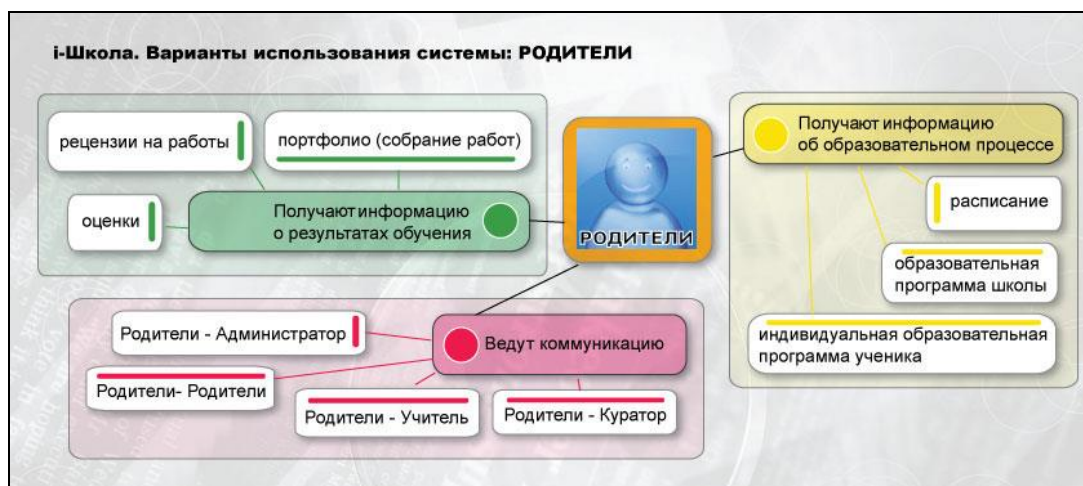 i-Школа. Варианты использования системы: РОДИТЕЛИ
рецензии на работы
портфолио (собрание работ)
оценки
Получают информацию
о результатах обучения
РОДИТЕЛИ
Получают информацию
об образовательном процессе
расписание
образовательная
программа школы
индивидуальная образовательная
программа ученика
Родители - Администратор
Ведут коммуникацию
Родители- Родители
Родители - Учитель
Родители - Куратор